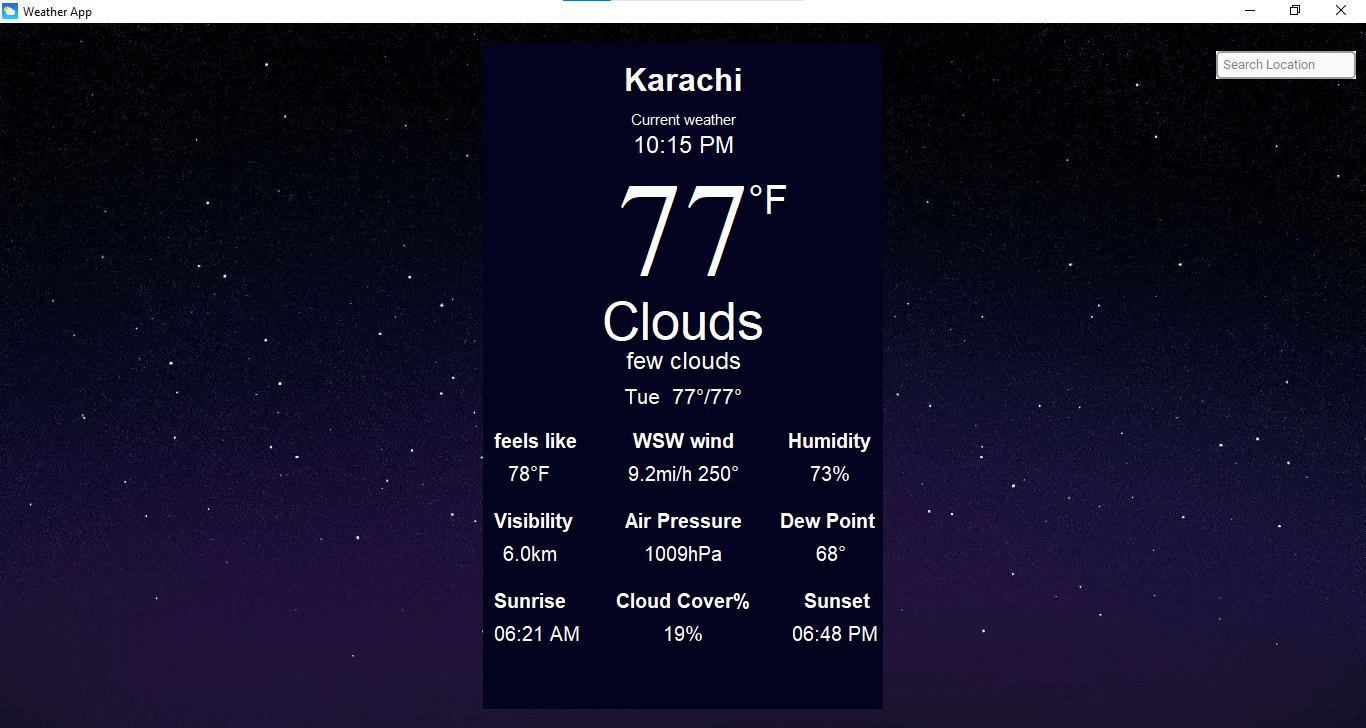 Weather App
Search Location
Karachi
Current weather
10:15 PM
77°F
Clouds
few clouds
Tue 77°/77°
feels like WSW wind Humidity
78°F 9.2mi/h 250° 73%
Visibility Air Pressure Dew Point
6.0km 1009hPa 68°
Sunrise Cloud Cover% Sunset
06:21 AM 19% 06:48 PM